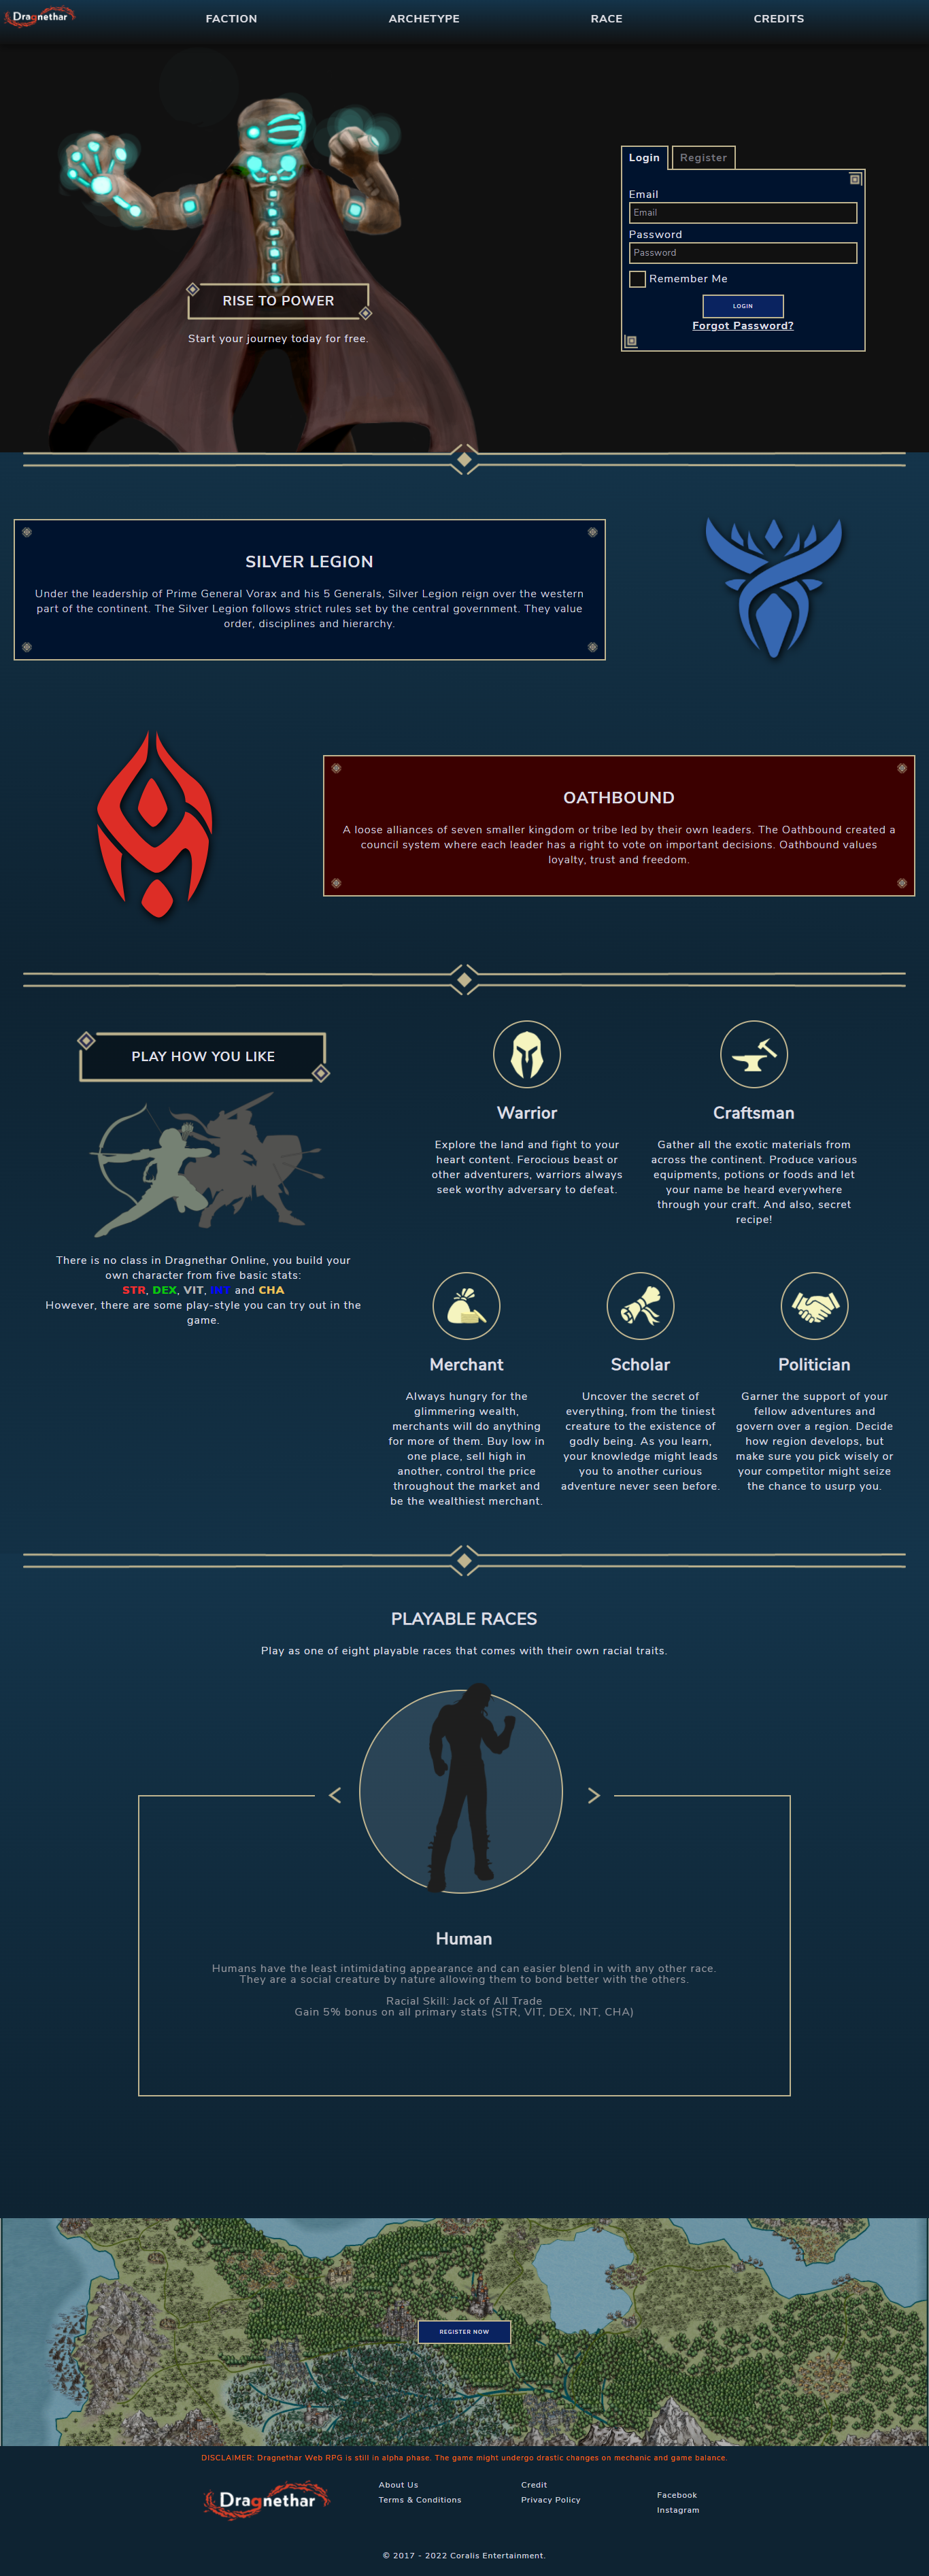 Dragnethar
FACTION
ARCHETYPE
RACE
CREDITS
Login
Register
Email
Email
Password
Password
Remember Me
LOGIN
Forgot Password?
RISE TO POWER
Start your journey today for free.
SILVER LEGION
Under the leadership of Prime General Vorax and his 5 Generals, Silver Legion reign over the western
part of the continent. The Silver Legion follows strict rules set by the central government. They value
order, disciplines and hierarchy.
OATHBOUND
A loose alliances of seven smaller kingdom or tribe led by their own leaders. The Oathbound created a
council system where each leader has a right to vote on important decisions. Oathbound values
loyalty, trust and freedom.
PLAY HOW YOU LIKE
There is no class in Dragnethar Online, you build your
own character from five basic stats:
STR, DEX, VIT, INT and CHA
However, there are some play-style you can try out in the
game.
Warrior
Explore the land and fight to your
heart content. Ferocious beast or
other adventurers, warriors always
seek worthy adversary to defeat.
Craftsman
Gather all the exotic materials from
across the continent. Produce various
equipments, potions or foods and let
your name be heard everywhere
through your craft. And also, secret
recipe!
Merchant
Always hungry for the
glimmering wealth,
merchants will do anything
for more of them. Buy low in
one place, sell high in
another, control the price
throughout the market and
be the wealthiest merchant.
Scholar
Uncover the secret of
everything, from the tiniest
creature to the existence of
godly being. As you learn,
your knowledge might leads
you to another curious
adventure never seen before.
Politician
Garner the support of your
fellow adventures and
govern over a region. Decide
how region develops, but
make sure you pick wisely or
your competitor might seize
the chance to usurp you.
PLAYABLE RACES
Play as one of eight playable races that comes with their own racial traits.
Human
Humans have the least intimidating appearance and can easier blend in with any other race.
They are a social creature by nature allowing them to bond better with the others.
Racial Skill: Jack of All Trade
Gain 5% bonus on all primary stats (STR, VIT, DEX, INT, CHA)
REGISTER NOW
DISCLAIMER: Dragnethar Web RPG is still in alpha phase. The game might undergo drastic changes on mechanic and game balance.
Dragnethar
About Us
Terms & Conditions
Credit
Privacy Policy
Facebook
Instagram
© 2017 - 2022 Coralis Entertainment.